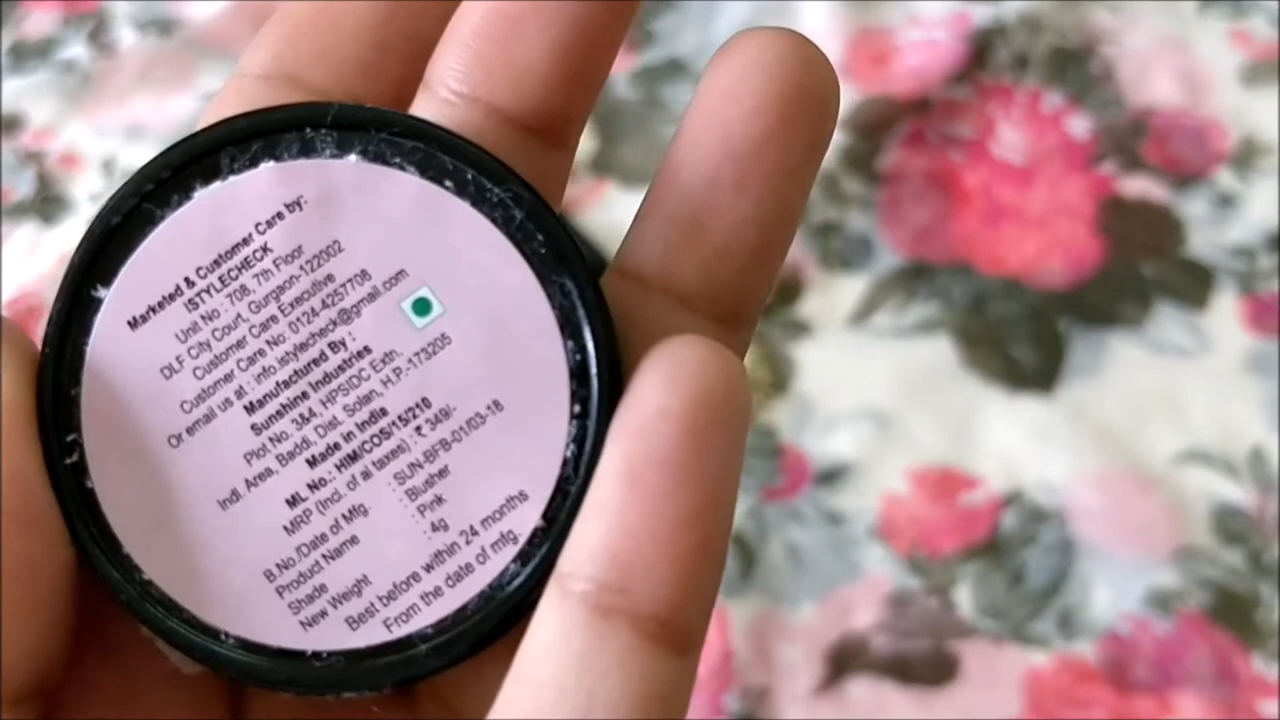 Marketed & Customer Care by:
ISTYLECHECK
Unit No : 708, 7th Floor
DLF City Court, Gurgaon-122002
Customer Care Executive
Customer Care No: 0124-4257708
Or email us at : info.istylecheck@gmail.com
Manufactured By :
Sunshine Industries
Plot No. 3&4, HPSIDC Extn.
Indl. Area, Baddi, Dist. Solan, H.P.-173205
Made in India
ML No.: HIM/COS/15/210
MRP (Incl. of al taxes) : ₹ 349/-
B.No./Date of Mfg. : SUN-BFB-01/03-18
Product Name : Blusher
Shade : Pink
New Weight : 4g
Best before within 24 months
From the date of mfg.